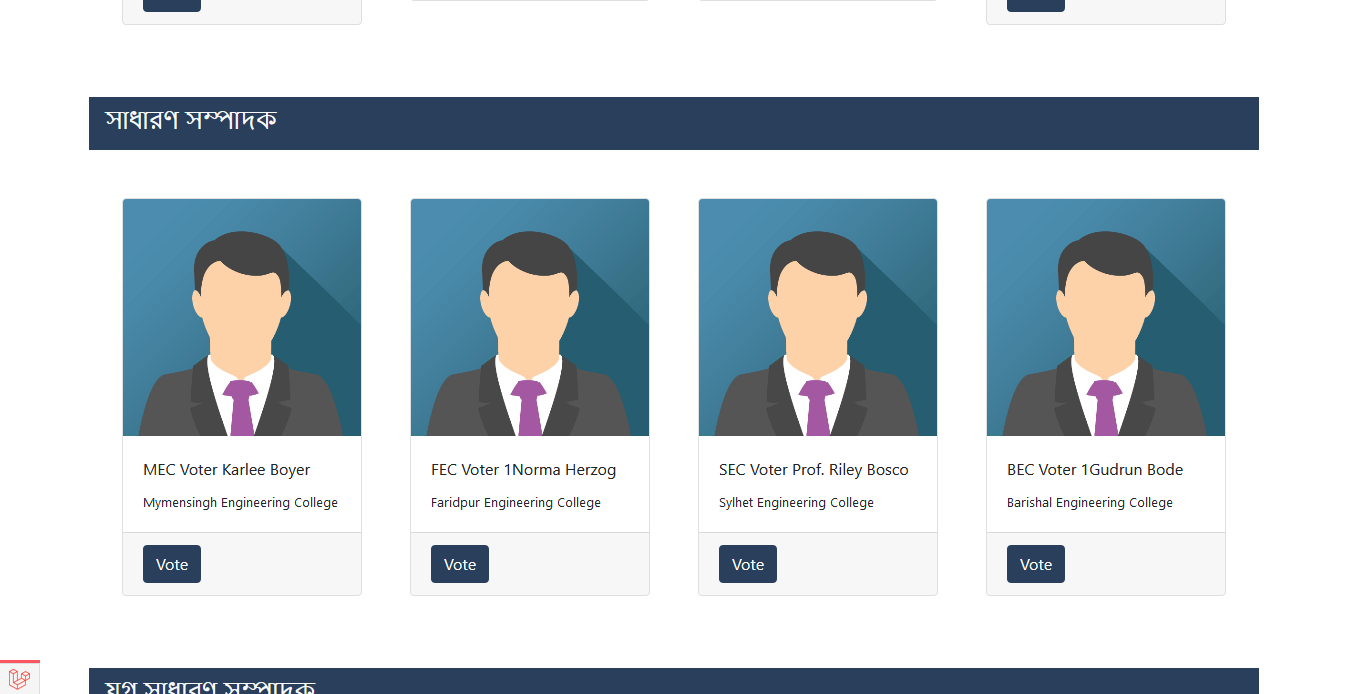 সাধারণ সম্পাদক
MEC Voter Karlee Boyer
Mymensingh Engineering College
Vote
FEC Voter 1Norma Herzog
Faridpur Engineering College
Vote
SEC Voter Prof. Riley Bosco
Sylhet Engineering College
Vote
BEC Voter 1Gudrun Bode
Barishal Engineering College
Vote
সাধারণ সম্পাদক